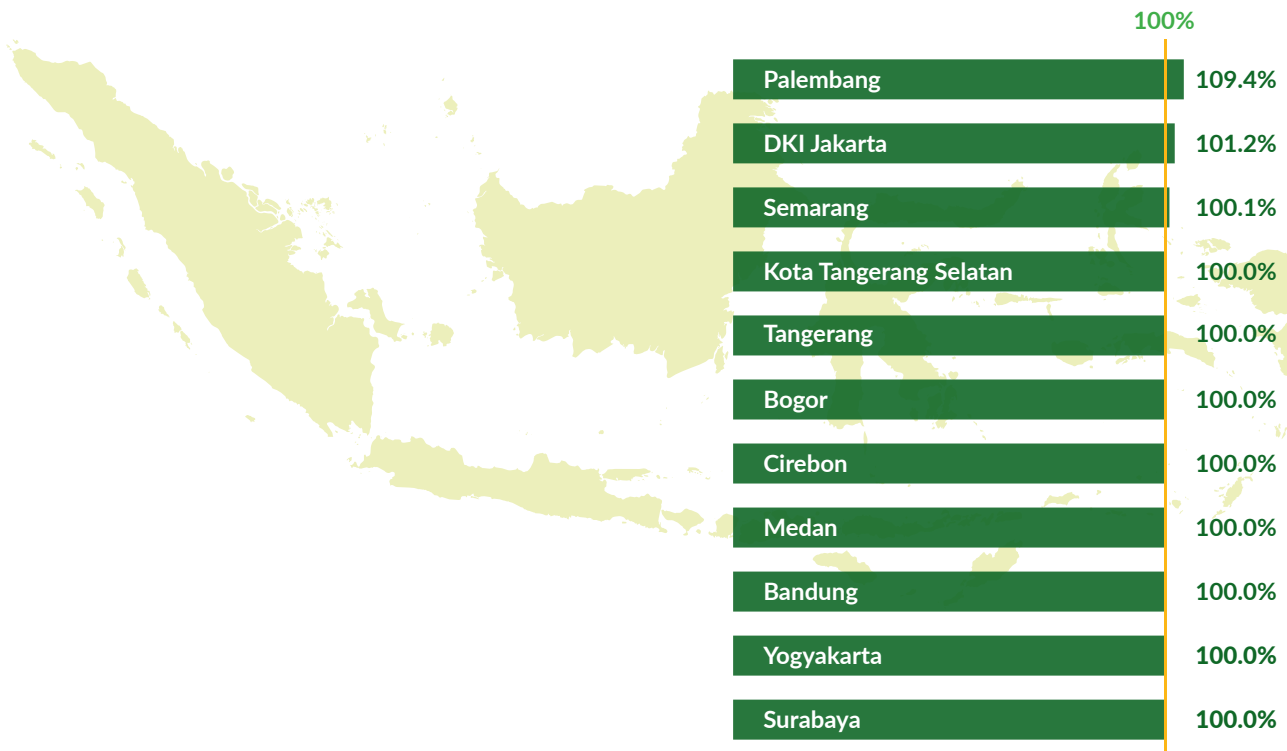 100%
Palembang 109.4%
DKI Jakarta 101.2%
Semarang 100.1%
Kota Tangerang Selatan 100.0%
Tangerang 100.0%
Bogor 100.0%
Cirebon 100.0%
Medan 100.0%
Bandung 100.0%
Yogyakarta 100.0%
Surabaya 100.0%